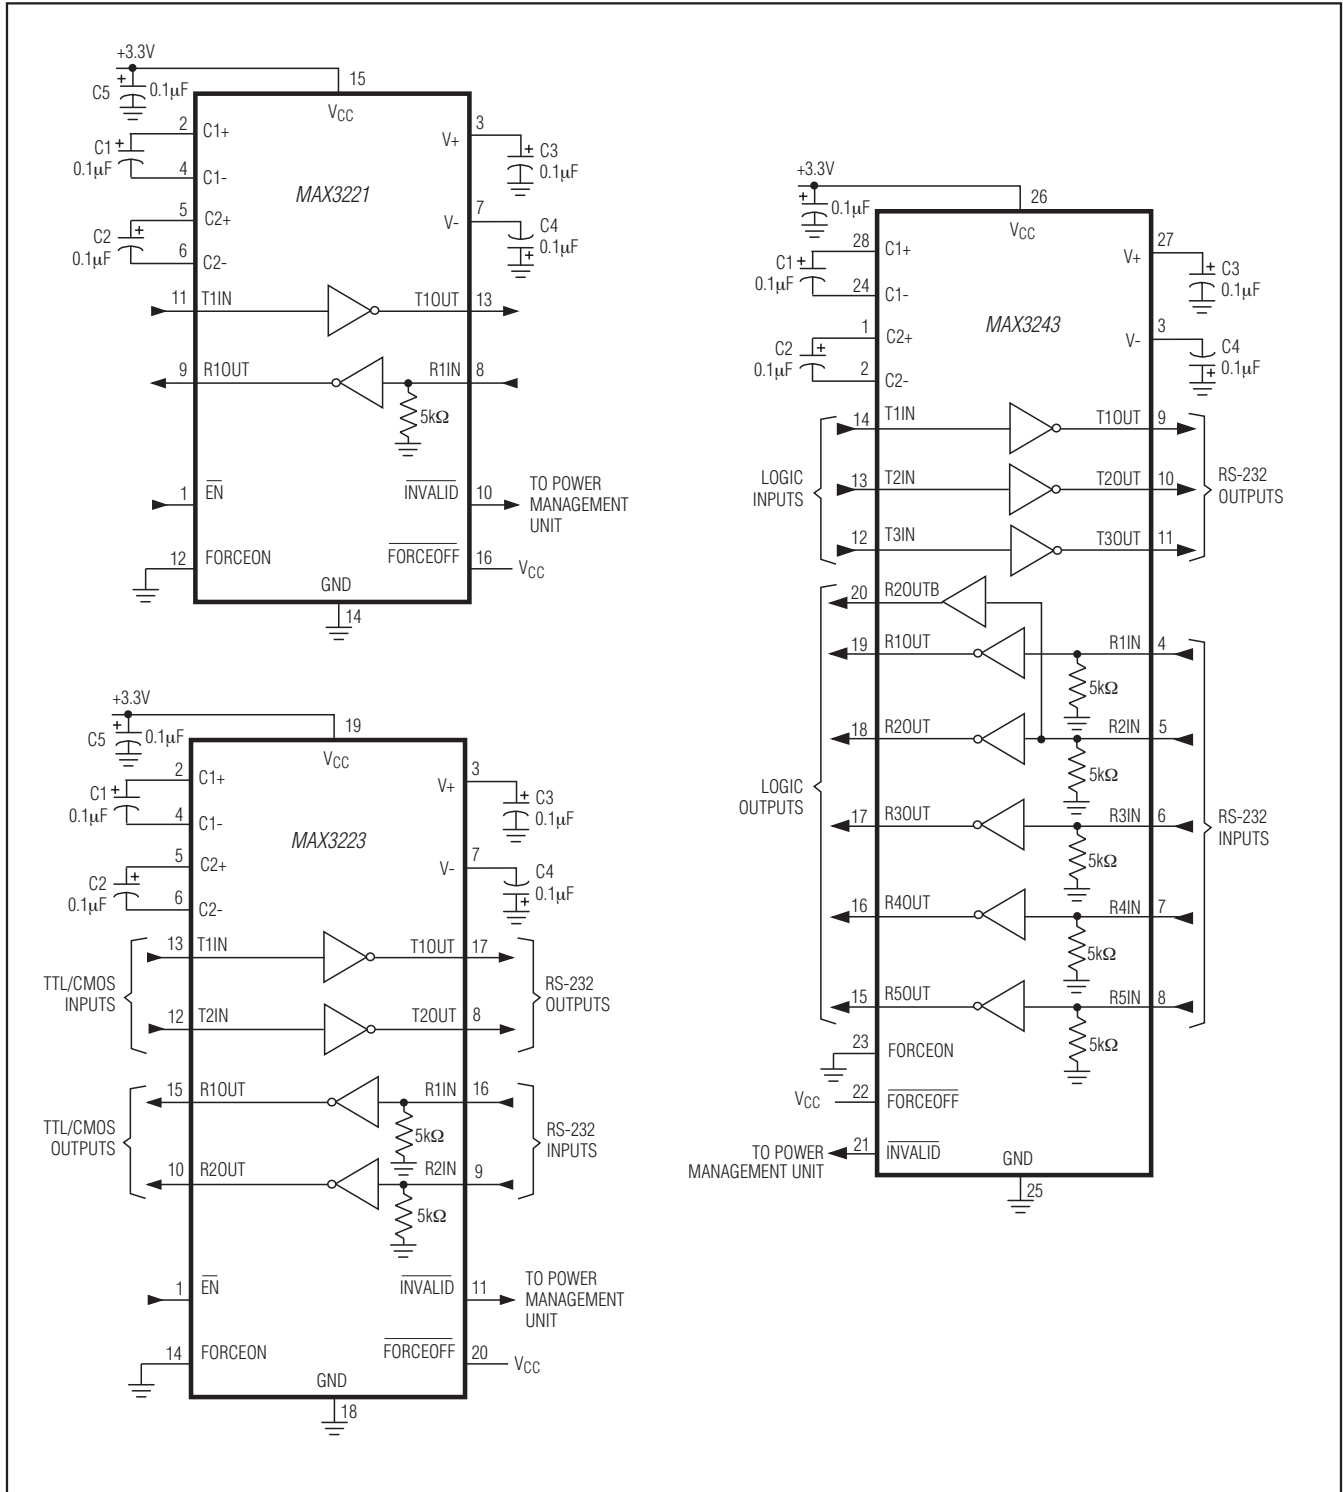 +3.3V
C5
+
0.1µF
15
VCC
2
C1+
C1
+
0.1µF
4
C1-
MAX3221
3
V+
+
C3
0.1µF
5
C2+
C2
+
0.1µF
6
C2-
7
V-
C4
0.1µF
+
11
T1IN
T1OUT
13
9
R1OUT
R1IN
8
5kΩ
1
EN
INVALID
10
TO POWER
MANAGEMENT
UNIT
12
FORCEON
FORCEOFF
16
VCC
GND
14
+3.3V
C5
+
0.1µF
19
VCC
2
C1+
C1
+
0.1µF
4
C1-
MAX3223
3
V+
+
C3
0.1µF
5
C2+
C2
+
0.1µF
6
C2-
7
V-
C4
0.1µF
+
TTL/CMOS
INPUTS
13
T1IN
T1OUT
17
12
T2IN
T2OUT
8
RS-232
OUTPUTS
TTL/CMOS
OUTPUTS
15
R1OUT
R1IN
16
5kΩ
10
R2OUT
R2IN
9
5kΩ
RS-232
INPUTS
1
EN
INVALID
11
TO POWER
MANAGEMENT
UNIT
14
FORCEON
FORCEOFF
20
VCC
GND
18
+3.3V
+
0.1µF
26
VCC
28
C1+
C1
+
0.1µF
24
C1-
MAX3243
27
V+
+
C3
0.1µF
1
C2+
C2
+
0.1µF
2
C2-
3
V-
C4
0.1µF
+
LOGIC
INPUTS
14
T1IN
T1OUT
9
13
T2IN
T2OUT
10
12
T3IN
T3OUT
11
RS-232
OUTPUTS
LOGIC
OUTPUTS
20
R2OUTB
19
R1OUT
R1IN
4
5kΩ
18
R2OUT
R2IN
5
5kΩ
17
R3OUT
R3IN
6
5kΩ
16
R4OUT
R4IN
7
5kΩ
15
R5OUT
R5IN
8
5kΩ
RS-232
INPUTS
23
FORCEON
VCC
22
FORCEOFF
TO POWER
MANAGEMENT UNIT
21
INVALID
GND
25